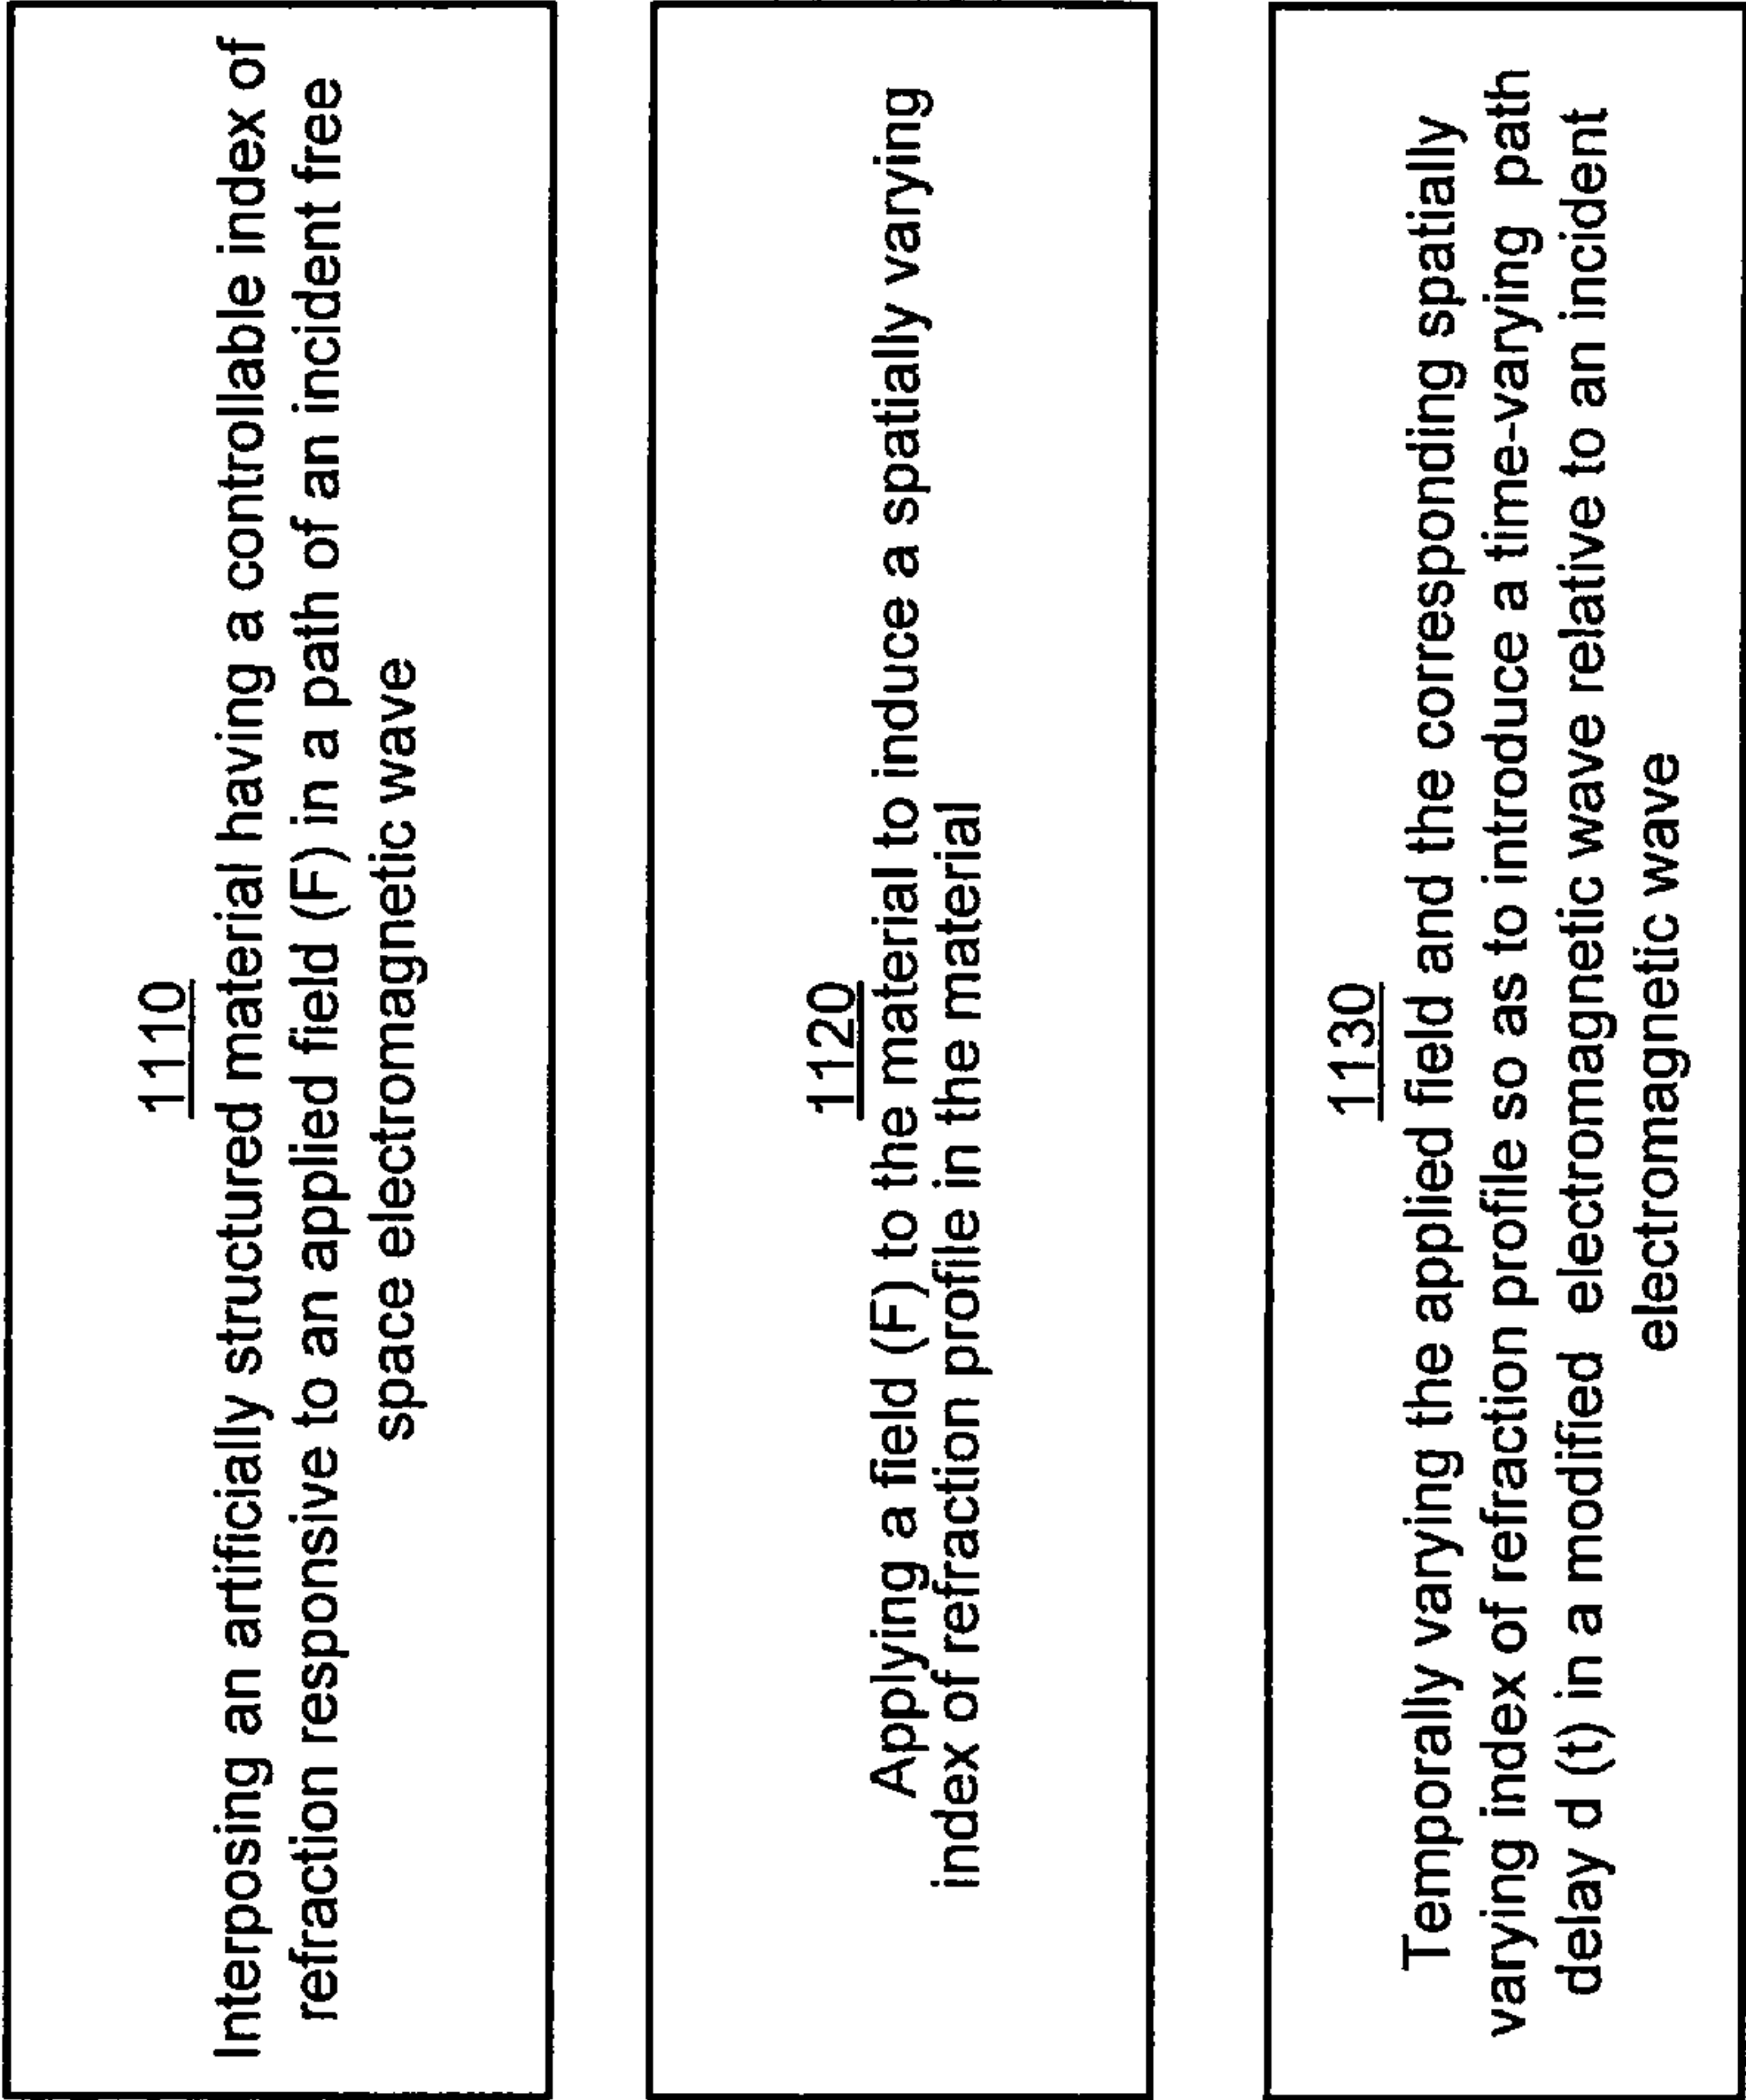 1110
Interposing an artificially structured material having a controllable index of
refraction responsive to an applied field (F) in a path of an incident free
space electromagnetic wave
1120
Applying a field (F) to the material to induce a spatially varying
index of refraction profile in the material
1130
Temporally varying the applied field and the corresponding spatially
varying index of refraction profile so as to introduce a time-varying path
delay d (t) in a modified electromagnetic wave relative to an incident
electromagnetic wave